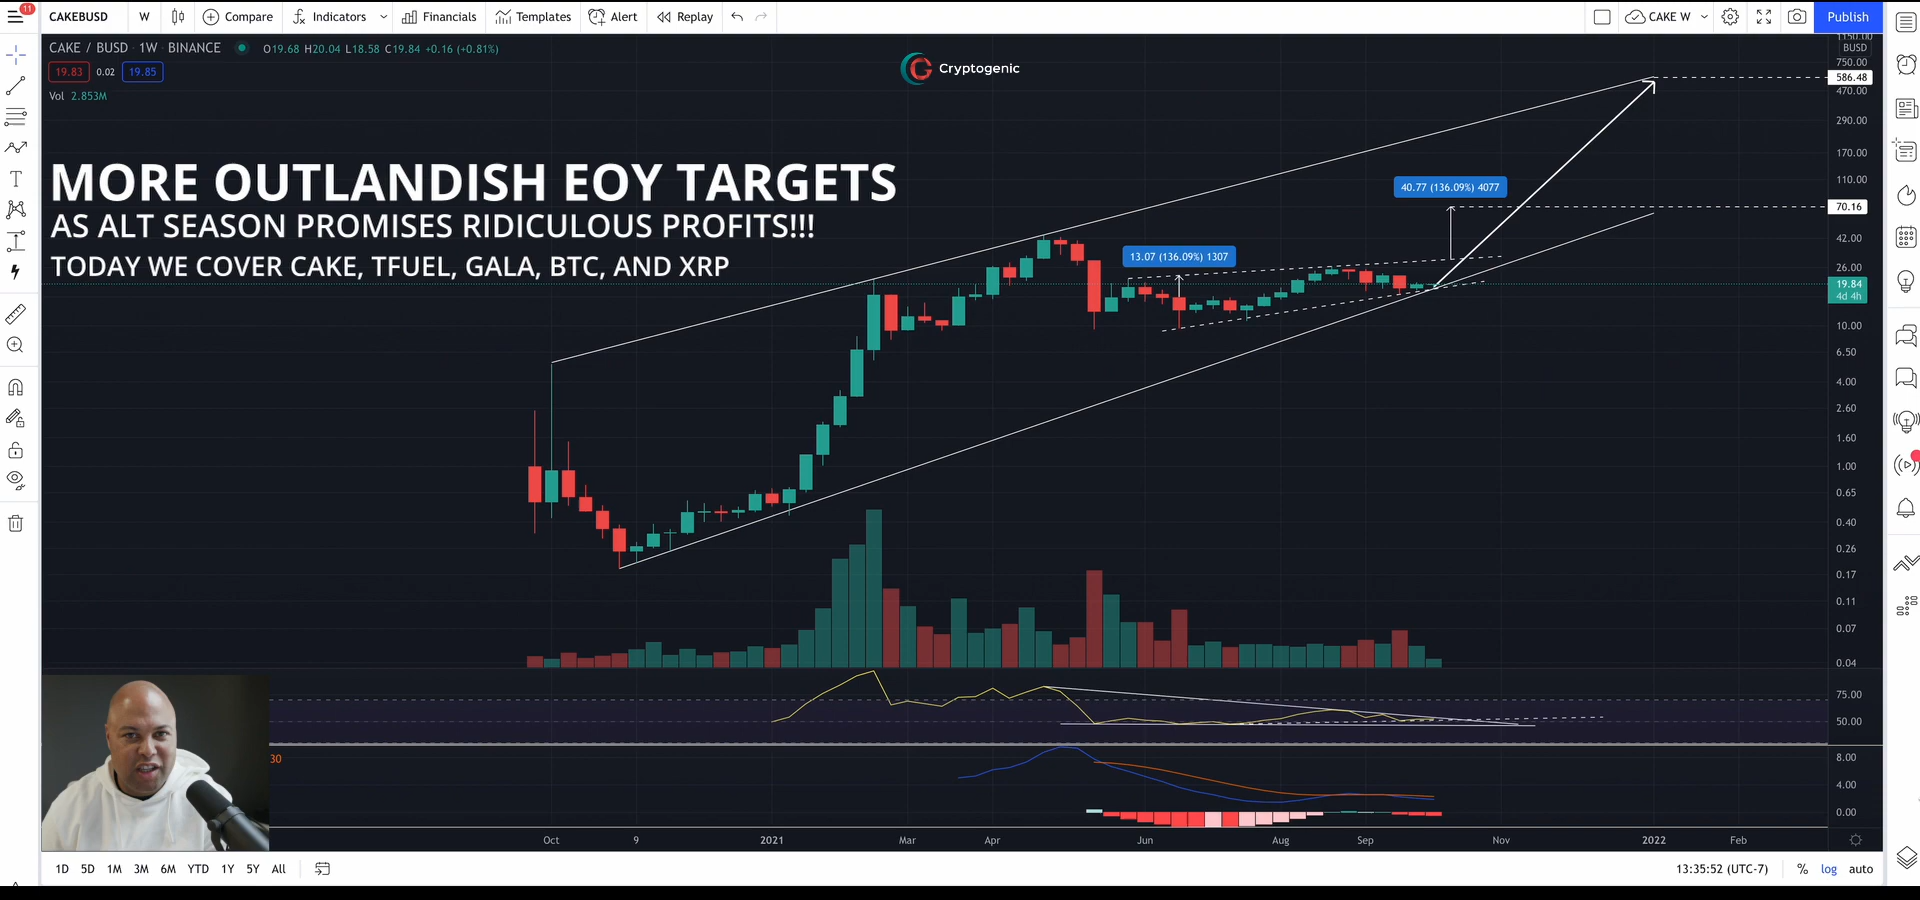 11
CAKEBUSD W Compare Indicators Financials Templates Alert Replay CAKE W Publish
CAKE / BUSD 1W BINANCE O19.68 H20.04 L18.58 C19.84 +0.16 (+0.81%)
19.83 0.02 19.85
Vol 2.853M
Cryptogenic
MORE OUTLANDISH EOY TARGETS
AS ALT SEASON PROMISES RIDICULOUS PROFITS!!!
TODAY WE COVER CAKE, TFUEL, GALA, BTC, AND XRP
40.77 (136.09%) 4077
13.07 (136.09%) 1307
1150.00
BUSD
750.00
586.48
470.00
290.00
170.00
110.00
70.16
42.00
26.00
19.84
4d 4h
10.00
6.50
4.00
2.60
1.60
1.00
0.65
0.40
0.26
0.17
0.11
0.07
0.04
75.00
50.00
30
8.00
4.00
0.00
Oct 9 2021 Mar Apr Jun Aug Sep Nov 2022 Feb
1D 5D 1M 3M 6M YTD 1Y 5Y All 13:35:52 (UTC-7) % log auto